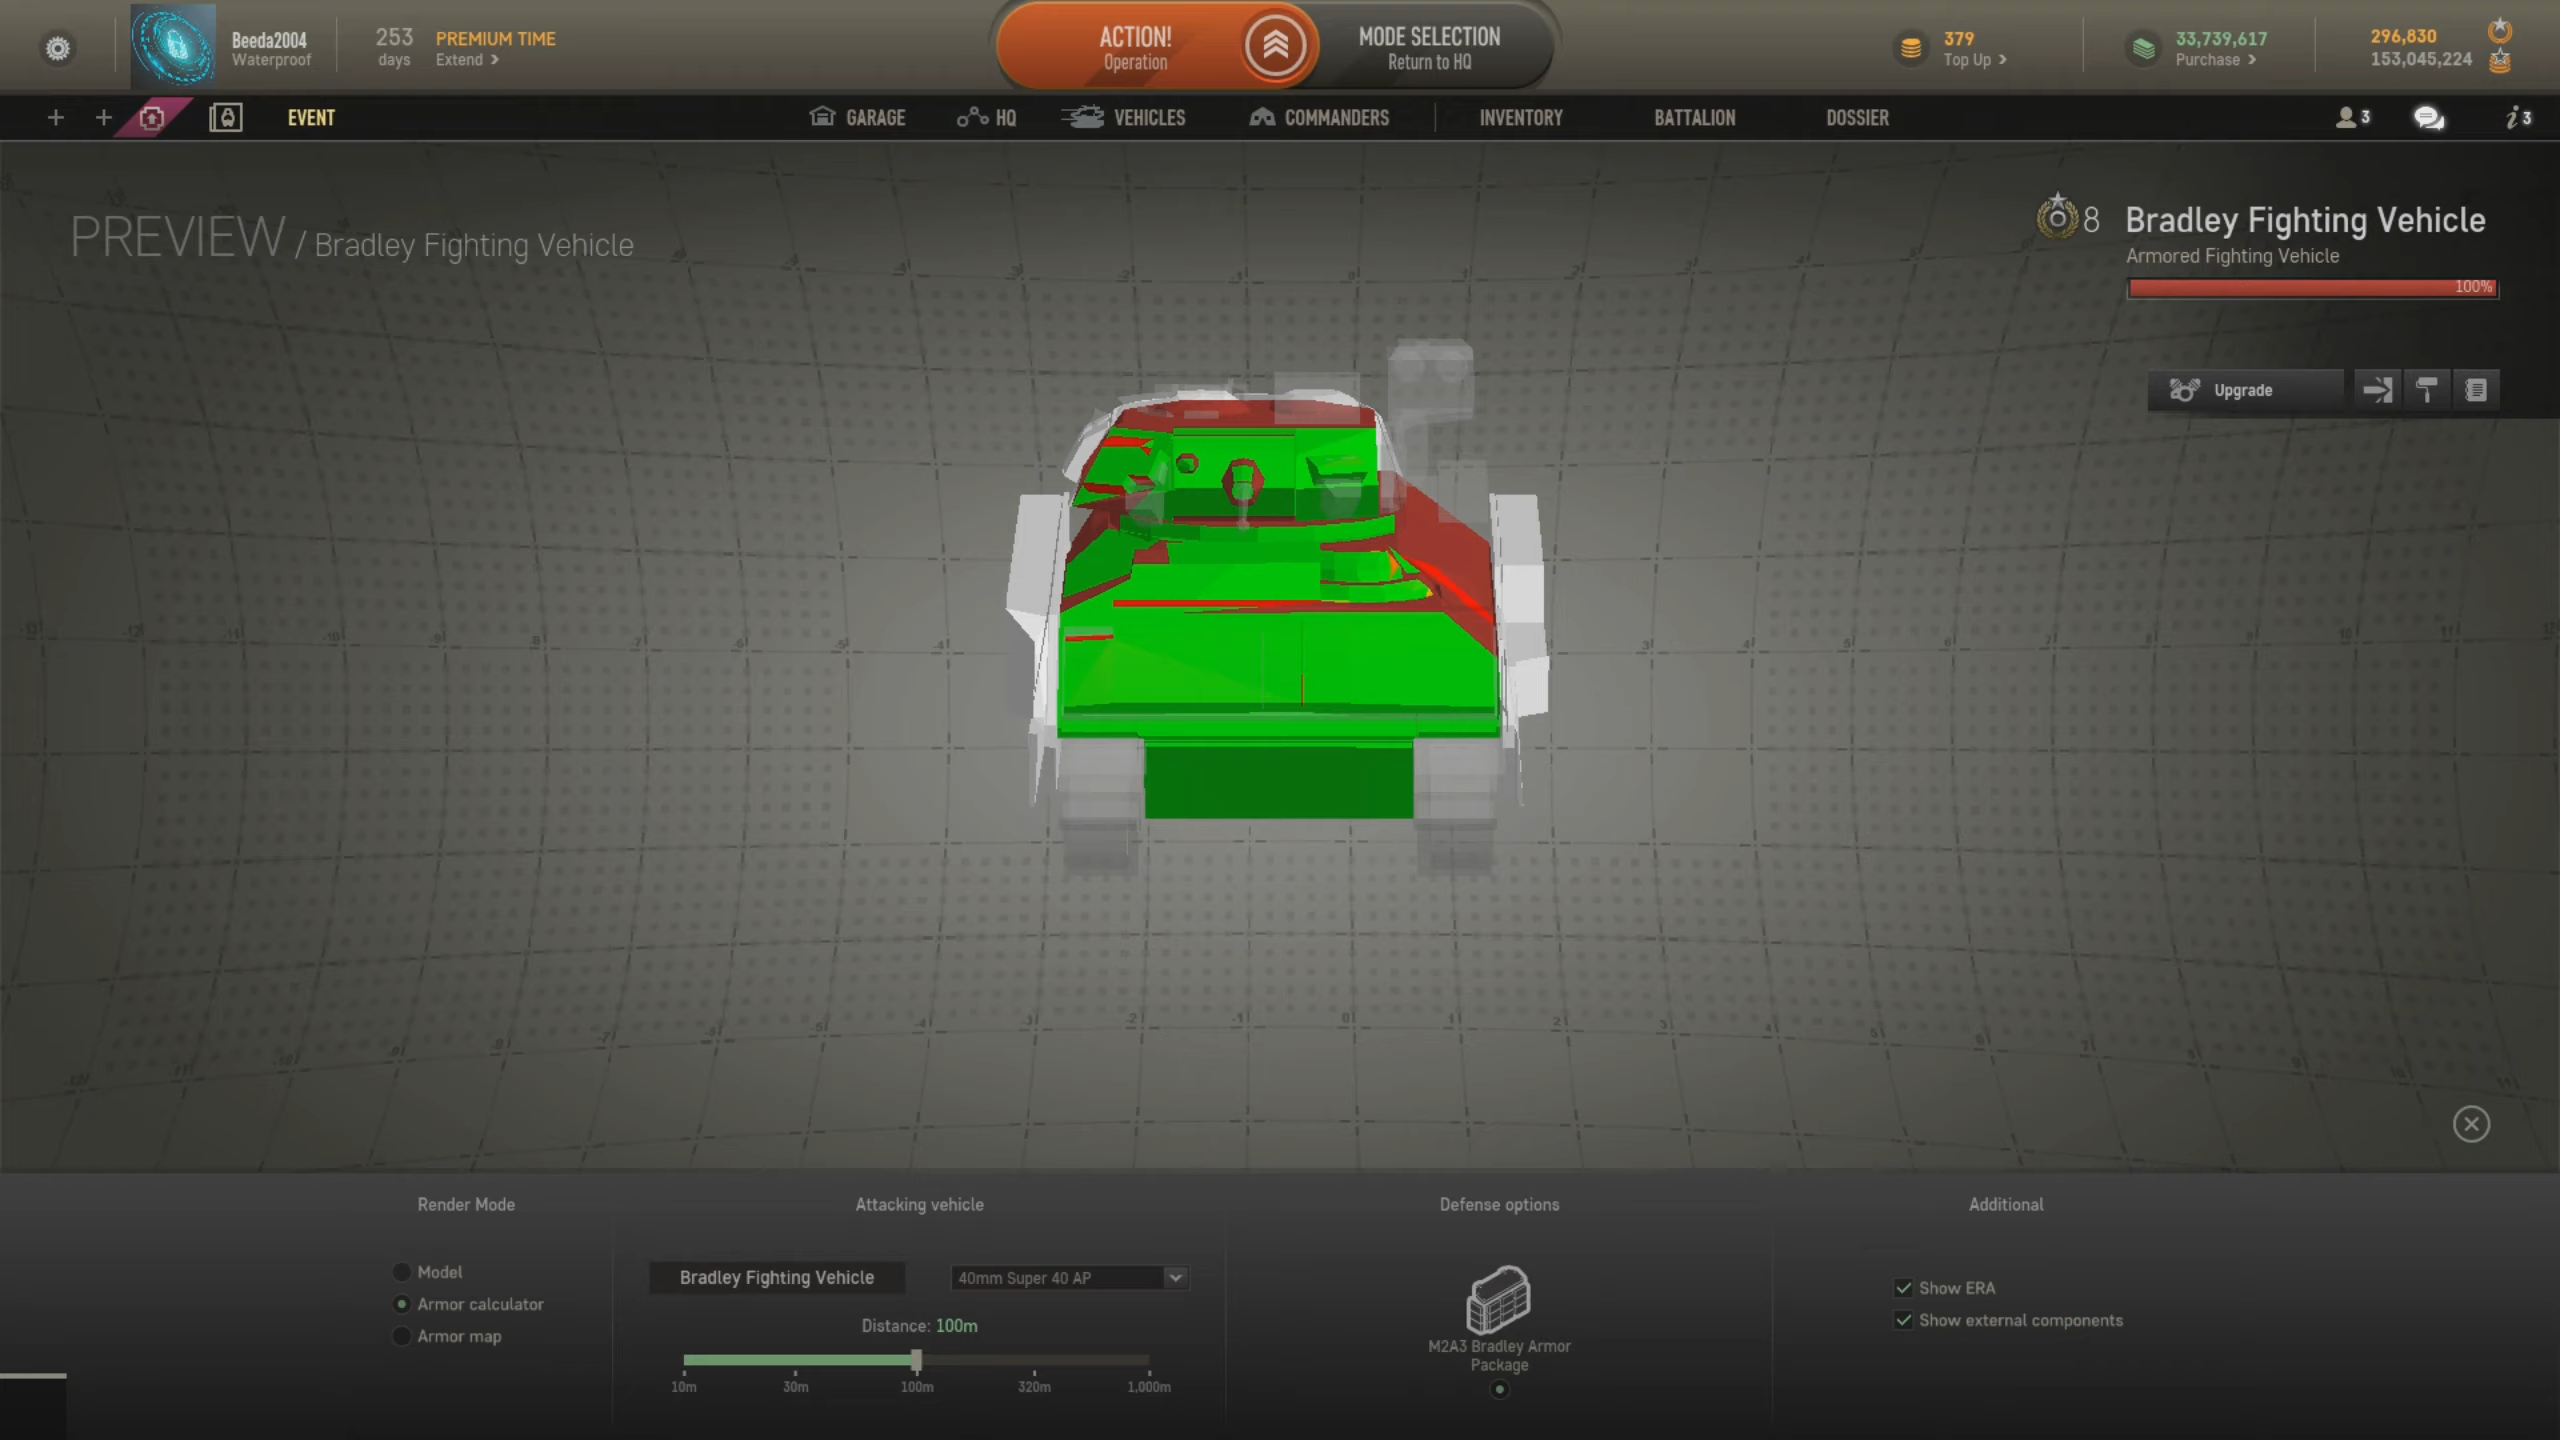 Beeda2004
Waterproof
253
days
PREMIUM TIME
Extend >
ACTION!
Operation
MODE SELECTION
Return to HQ
379
Top Up >
33,739,617
Purchase >
296,830
153,045,224
EVENT
GARAGE
HQ
VEHICLES
COMMANDERS
INVENTORY
BATTALION
DOSSIER
3
3
PREVIEW / Bradley Fighting Vehicle
8 Bradley Fighting Vehicle
Armored Fighting Vehicle
100%
Upgrade
Render Mode
Model
Armor calculator
Armor map
Attacking vehicle
Bradley Fighting Vehicle
40mm Super 40 AP
Distance: 100m
10m 30m 100m 320m 1,000m
Defense options
M2A3 Bradley Armor
Package
Additional
Show ERA
Show external components